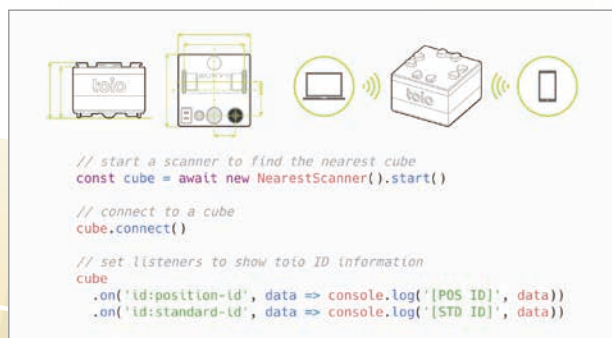 toio
toio
// start a scanner to find the nearest cube
const cube = await new NearestScanner().start()
// connect to a cube
cube.connect()
// set listeners to show toio ID information
cube
.on('id:position-id', data => console.log('[POS ID]', data))
.on('id:standard-id', data => console.log('[STD ID]', data))